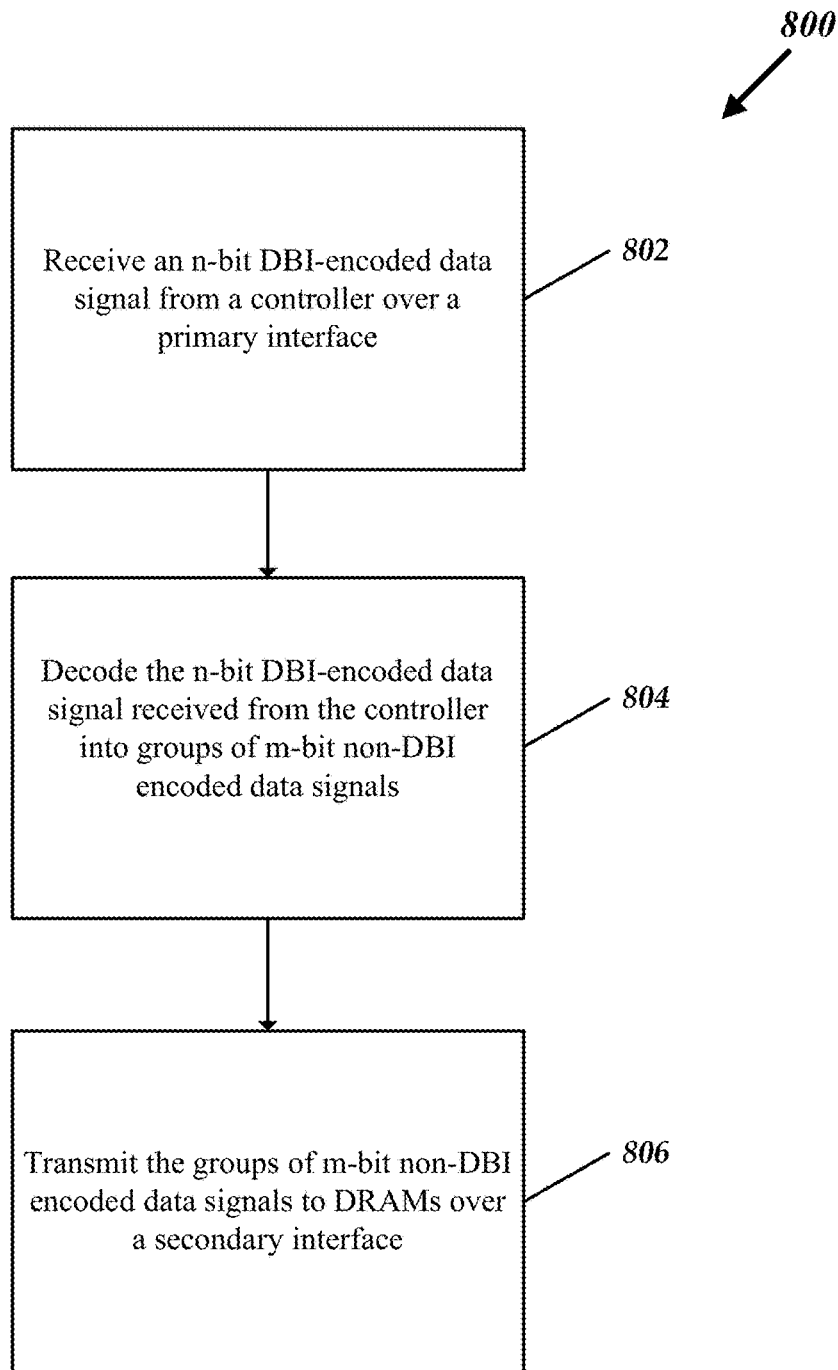 800
Receive an n-bit DBI-encoded data
signal from a controller over a
primary interface
802
Decode the n-bit DBI-encoded data
signal received from the controller
into groups of m-bit non-DBI
encoded data signals
804
Transmit the groups of m-bit non-DBI
encoded data signals to DRAMs over
a secondary interface
806